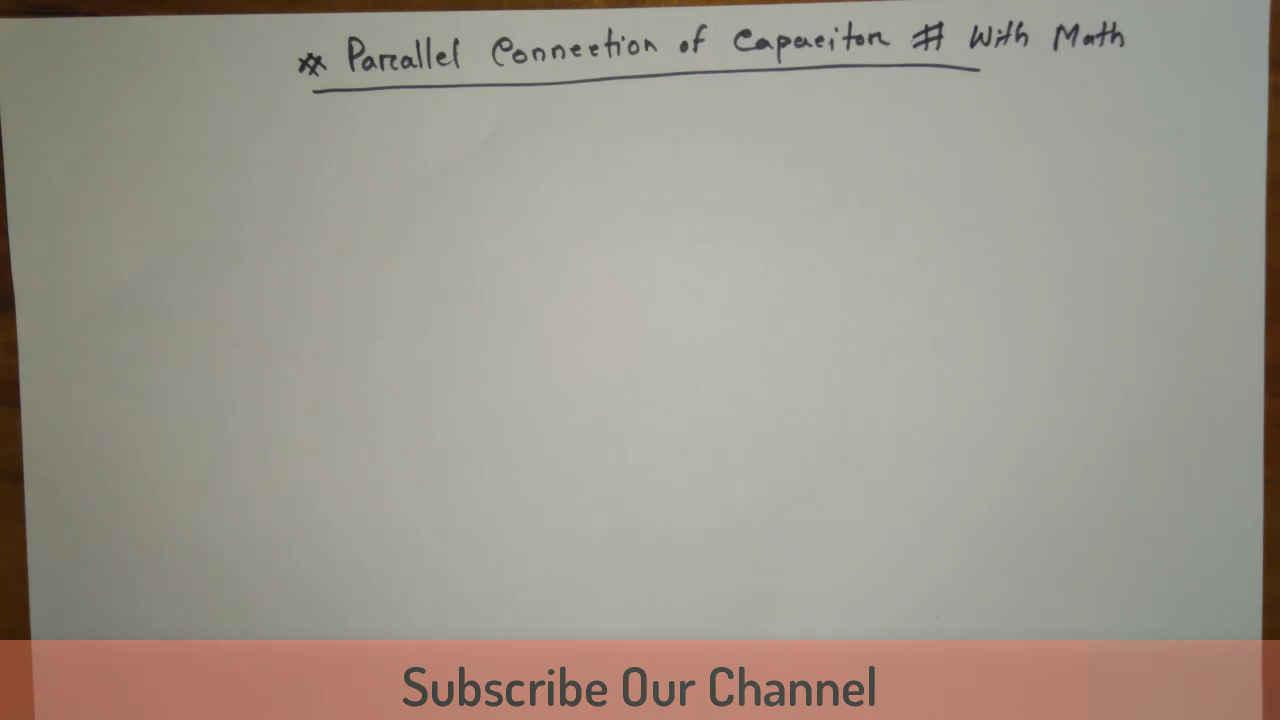 * Parallel Connection of Capacitor # With Math
Subscribe Our Channel